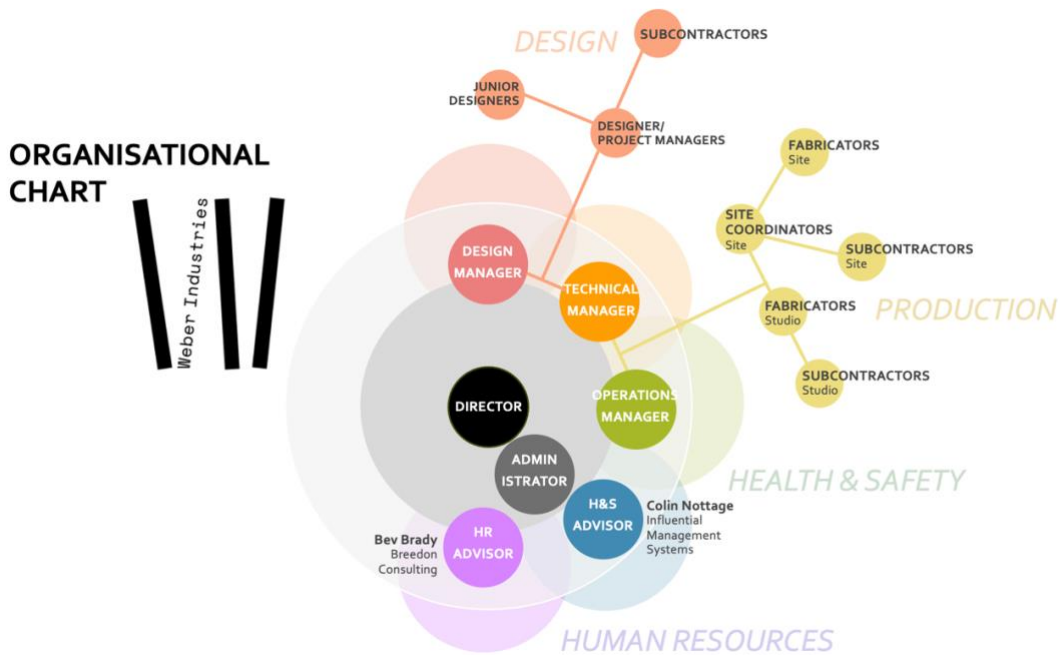 ORGANISATIONAL
CHART
Weber Industries
DESIGN
SUBCONTRACTORS
JUNIOR
DESIGNERS
DESIGNER/
PROJECT MANAGERS
FABRICATORS
Site
SITE
COORDINATORS
Site
SUBCONTRACTORS
Site
FABRICATORS
Studio
PRODUCTION
SUBCONTRACTORS
Studio
DESIGN
MANAGER
TECHNICAL
MANAGER
DIRECTOR
OPERATIONS
MANAGER
ADMIN
ISTRATOR
HEALTH & SAFETY
H&S
ADVISOR
Colin Nottage
Influential
Management
Systems
HR
ADVISOR
Bev Brady
Breedon
Consulting
HUMAN RESOURCES